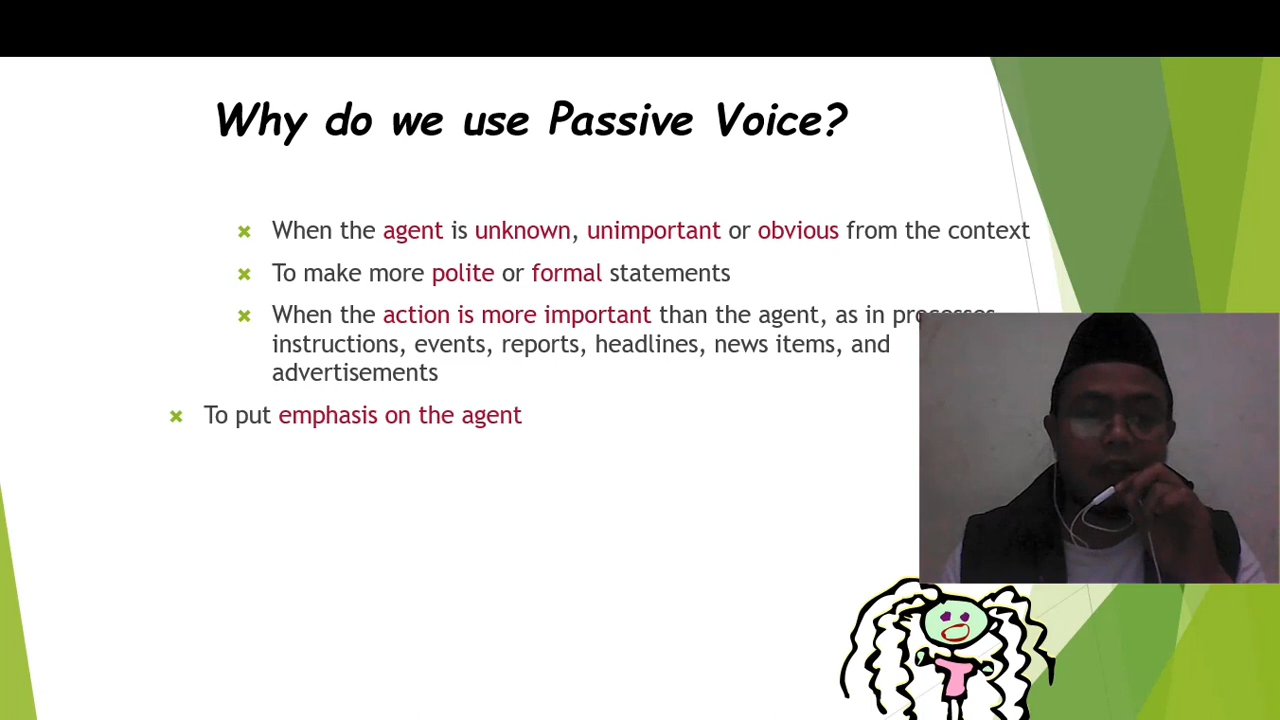 Why do we use Passive Voice?
When the agent is unknown, unimportant or obvious from the context
To make more polite or formal statements
When the action is more important than the agent, as in processes
instructions, events, reports, headlines, news items, and
advertisements
To put emphasis on the agent